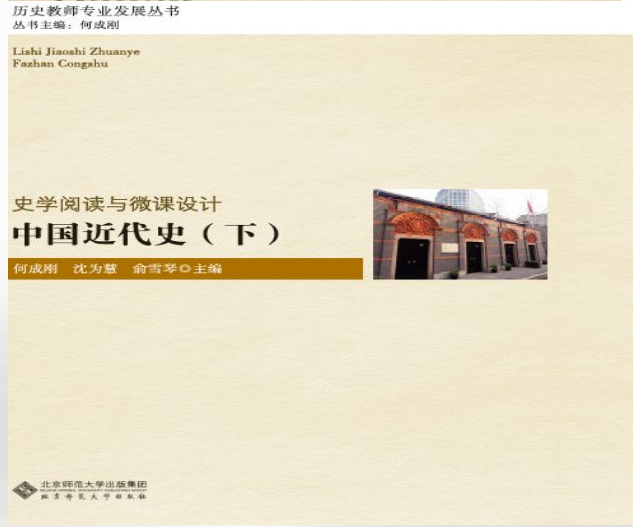 历史教师专业发展丛书
丛书主编：何成刚
Lishi Jiaoshi Zhuanye
Fazhan Congshu
史学阅读与微课设计
中国近代史（下）
何成刚 沈为慧 俞雪琴◎主编
北京师范大学出版集团
北京师范大学出版社